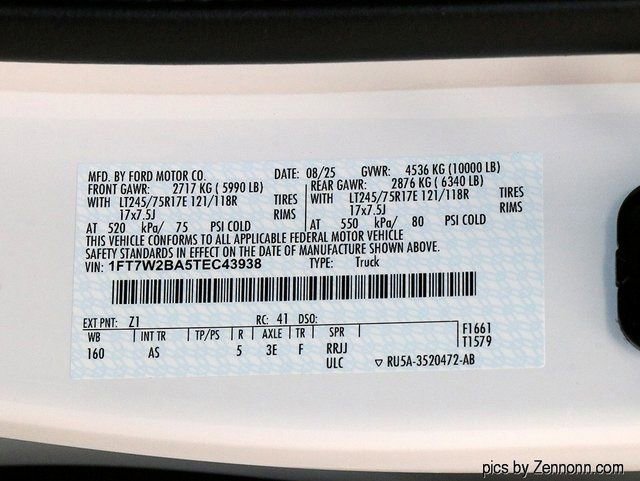 MFD. BY FORD MOTOR CO. DATE: 08/25 GVWR: 4536 KG (10000 LB)
FRONT GAWR: 2717 KG ( 5990 LB) REAR GAWR: 2876 KG ( 6340 LB)
WITH LT245/75R17E 121/118R TIRES LT245/75R17E 121/118R TIRES
17x7.5J RIMS WITH 17x7.5J RIMS
AT 520 kPa/ 75 PSI COLD AT 550 kPa/ 80 PSI COLD
THIS VEHICLE CONFORMS TO ALL APPLICABLE FEDERAL MOTOR VEHICLE
SAFETY STANDARDS IN EFFECT ON THE DATE OF MANUFACTURE SHOWN ABOVE.
VIN: 1FT7W2BA5TEC43938 TYPE: Truck
EXT PNT: Z1 RC: 41 DSO:
WB INT TR TP/PS R AXLE TR SPR F1661
160 AS 5 3E F RRJJ T1579
ULC ▽ RU5A-3520472-AB
pics by Zennonn.com